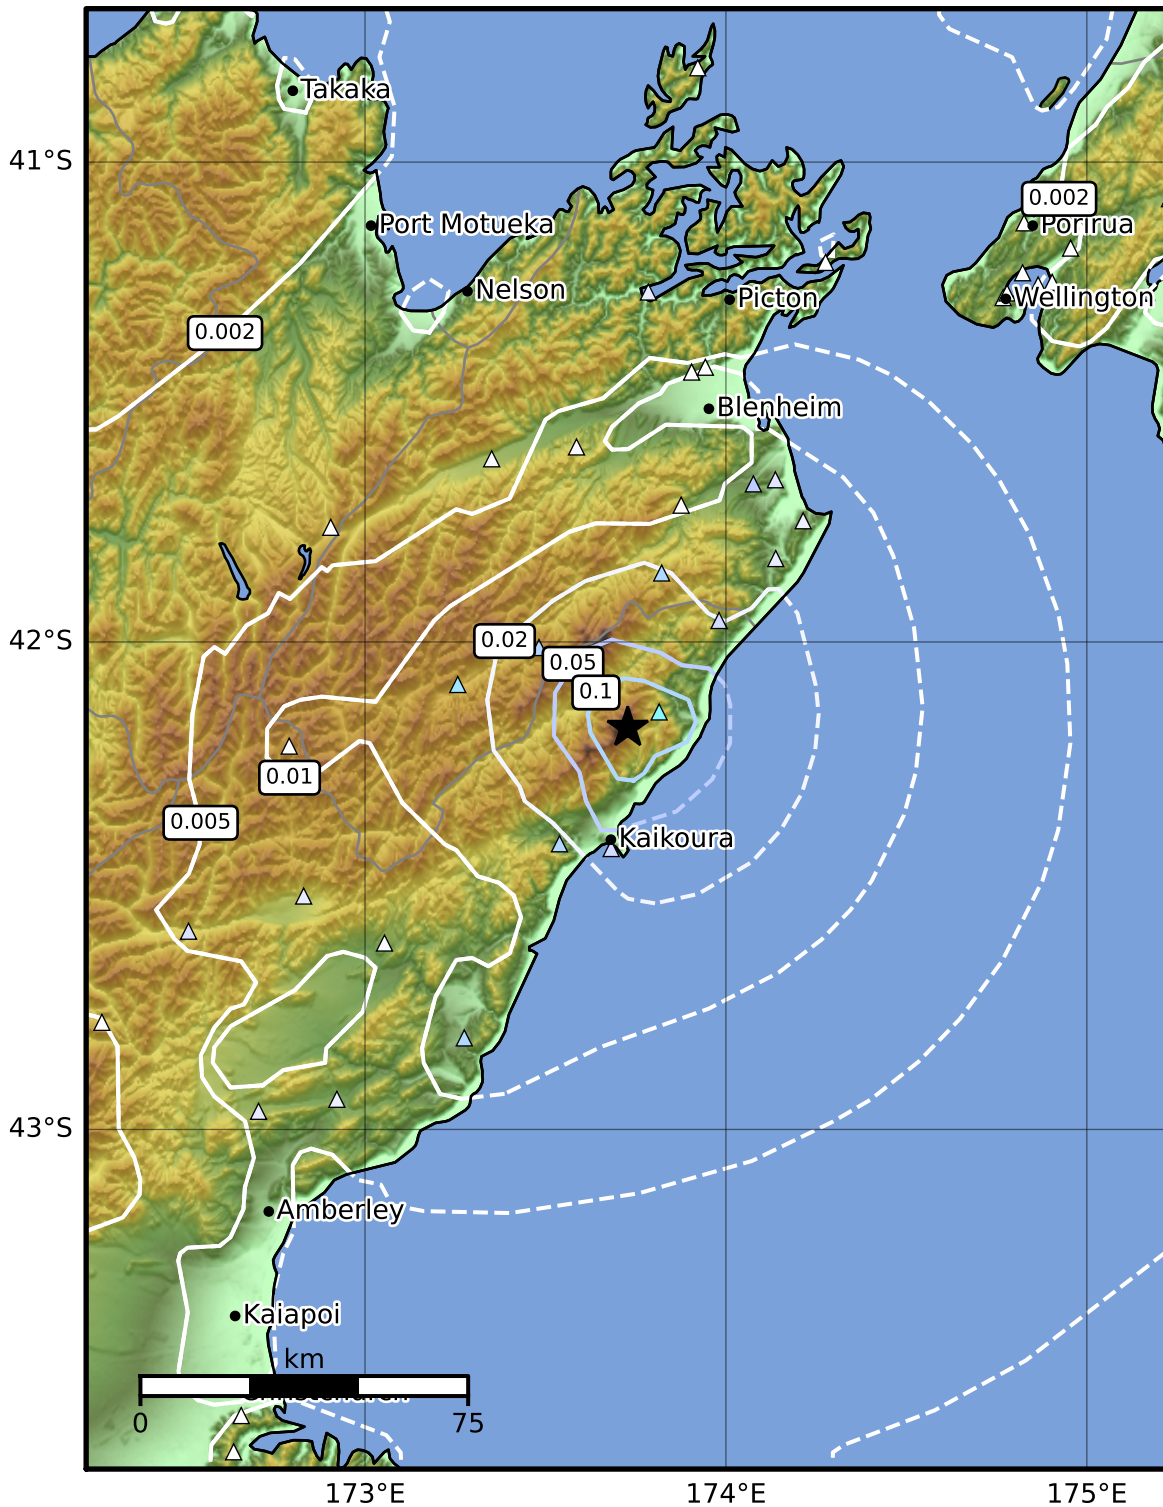 Takaka
41°S
0.002
Port Motueka
Porirua
Nelson
Picton
Wellington
0.002
Blenheim
42°S
0.02
0.05
0.1
0.01
0.005
Kaikoura
43°S
Amberley
Kaiapoi
km
0
75
173°E
174°E
175°E